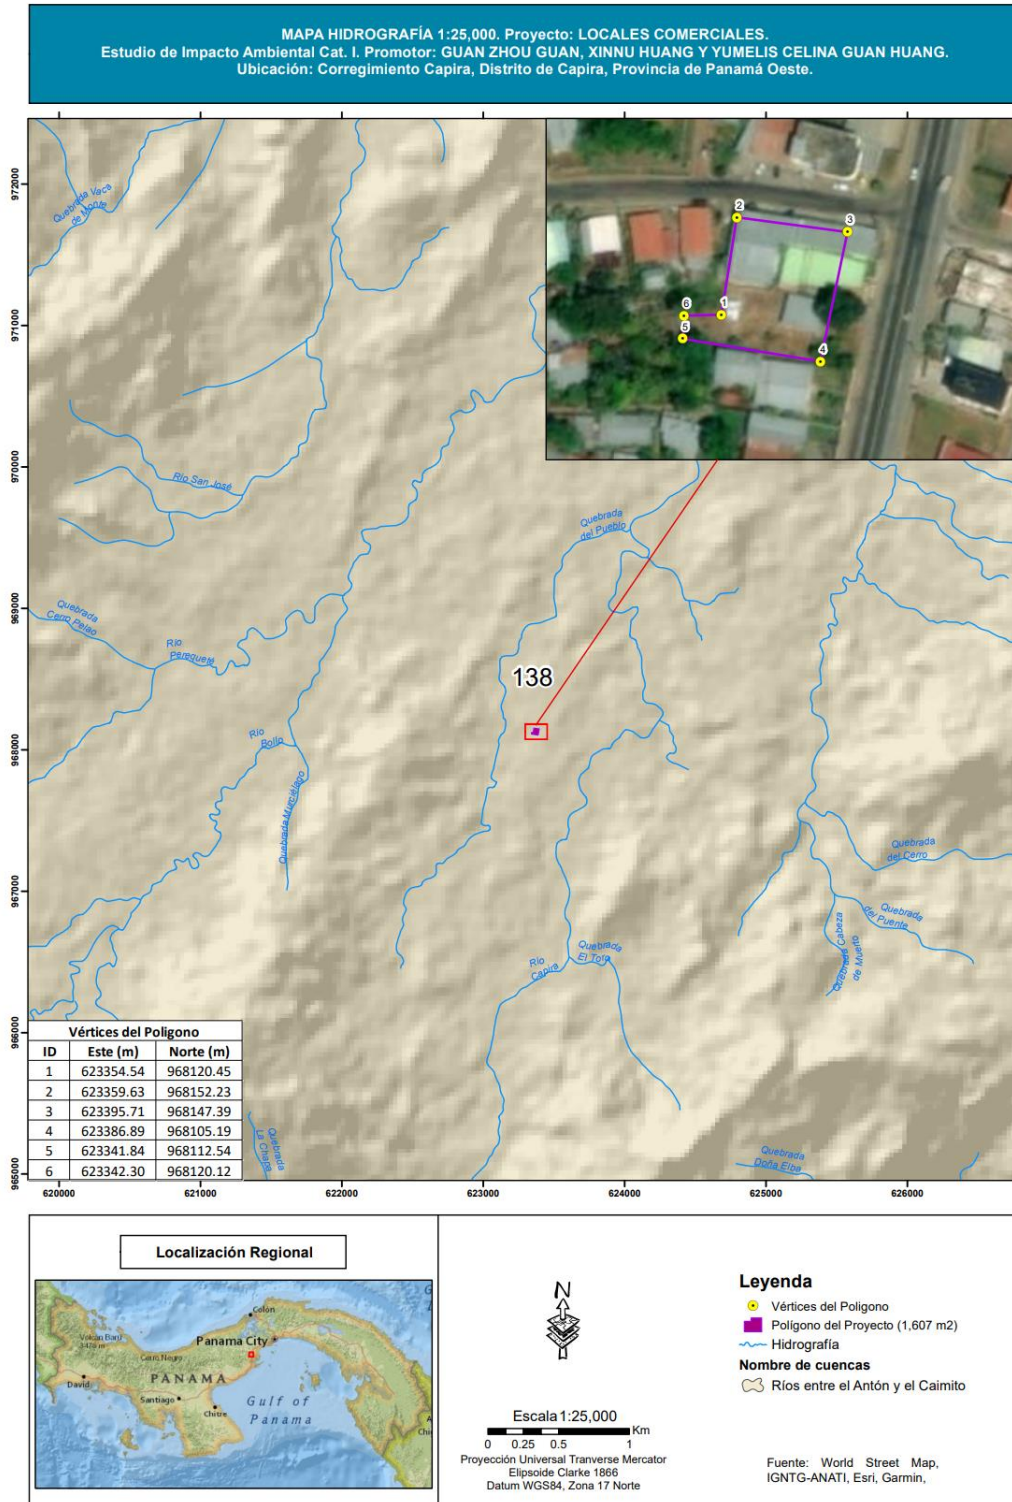 MAPA HIDROGRAFÍA 1:25,000. Proyecto: LOCALES COMERCIALES.
Estudio de Impacto Ambiental Cat. I. Promotor: GUAN ZHOU GUAN, XINNU HUANG Y YUMELIS CELINA GUAN HUANG.
Ubicación: Corregimiento Capira, Distrito de Capira, Provincia de Panamá Oeste.
972000
971000
970000
969000
968000
967000
966000
965000
Quebrada Vaca
de Monte
2
3
1
6
5
4
Río San José
Quebrada
del Pueblo
Quebrada
Cerro Pelao
Río
Perequeté
138
Río
Bollo
Quebrada Murciélago
Quebrada
del Cerro
Quebrada
del Puente
Quebrada Cabeza
de Muerto
Quebrada
El Toro
Río
Capira
Quebrada
La Chapa
Quebrada
Doña Elba
Vértices del Poligono
ID Este (m) Norte (m)
1 623354.54 968120.45
2 623359.63 968152.23
3 623395.71 968147.39
4 623386.89 968105.19
5 623341.84 968112.54
6 623342.30 968120.12
620000 621000 622000 623000 624000 625000 626000
Localización Regional
Colón
Panama City
Volcán Barú
3476 m
Cerro Negro
PANAMA
David
Santiago
Chitre
Gulf of
Panama
N
Escala 1:25,000
Km
0 0.25 0.5 1
Proyección Universal Tranverse Mercator
Elipsoide Clarke 1866
Datum WGS84, Zona 17 Norte
Leyenda
Vértices del Poligono
Polígono del Proyecto (1,607 m2)
Hidrografía
Nombre de cuencas
Ríos entre el Antón y el Caimito
Fuente: World Street Map,
IGNTG-ANATI, Esri, Garmin,